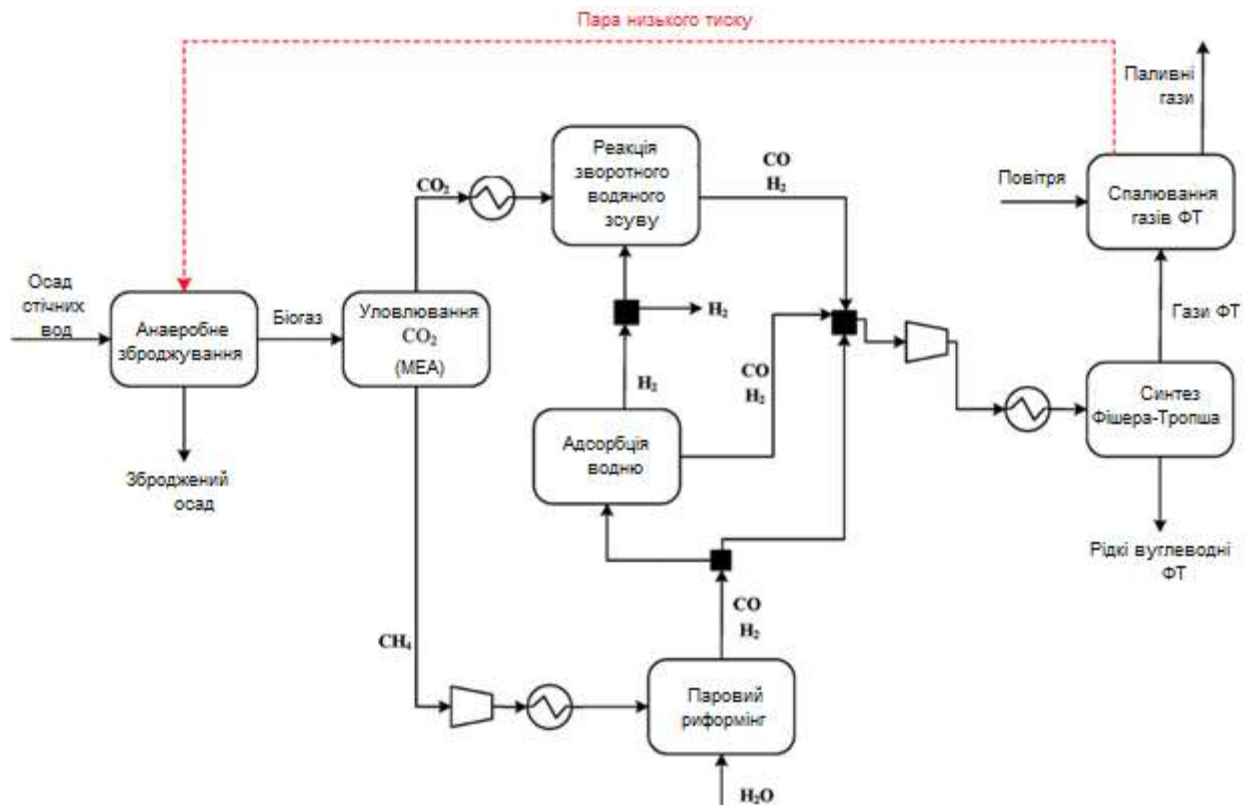 Пара низького тиску
Паливні
гази
Реакція
зворотного
водяного
зсуву
CO
H₂
Повітря
Спалювання
газів ФТ
CO₂
Осад
стічних
вод
Анаеробне
зброджування
Біогаз
Уловлювання
CO₂
(МЕА)
H₂
Гази ФТ
CO
H₂
H₂
Синтез
Фішера-Тропша
Адсорбція
водню
Зброджений
осад
Рідкі вуглеводні
ФТ
CO
H₂
CH₄
Паровий
риформінг
H₂O